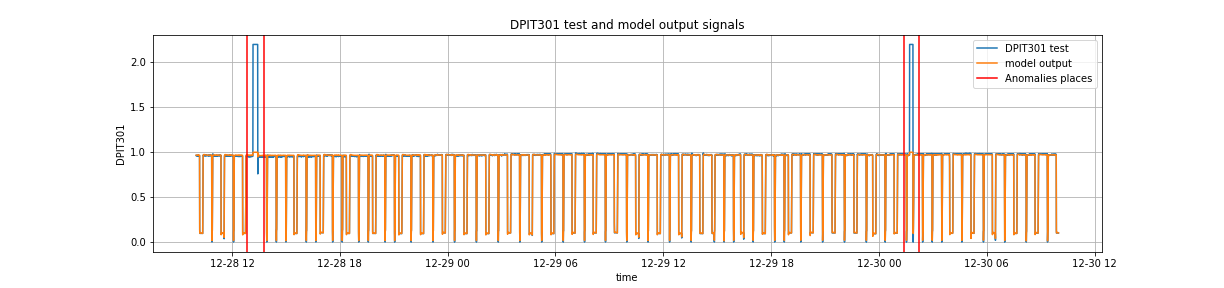 DPIT301 test and model output signals
DPIT301 test
model output
Anomalies places
2.0
1.5
1.0
0.5
0.0
DPIT301
12-28 12
12-28 18
12-29 00
12-29 06
12-29 12
12-29 18
12-30 00
12-30 06
12-30 12
time